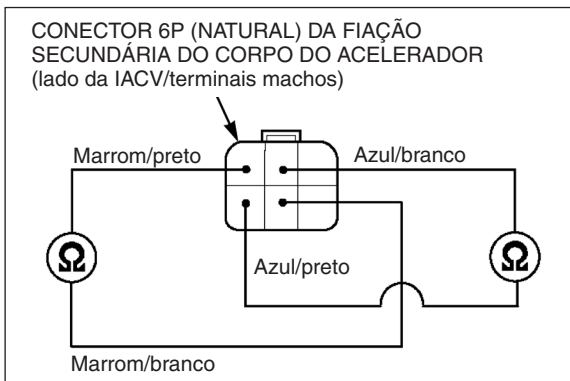 CONECTOR 6P (NATURAL) DA FIAÇÃO
SECUNDÁRIA DO CORPO DO ACELERADOR
(lado da IACV/terminais machos)
Marrom/preto
Azul/branco
Ω
Ω
Azul/preto
Marrom/branco